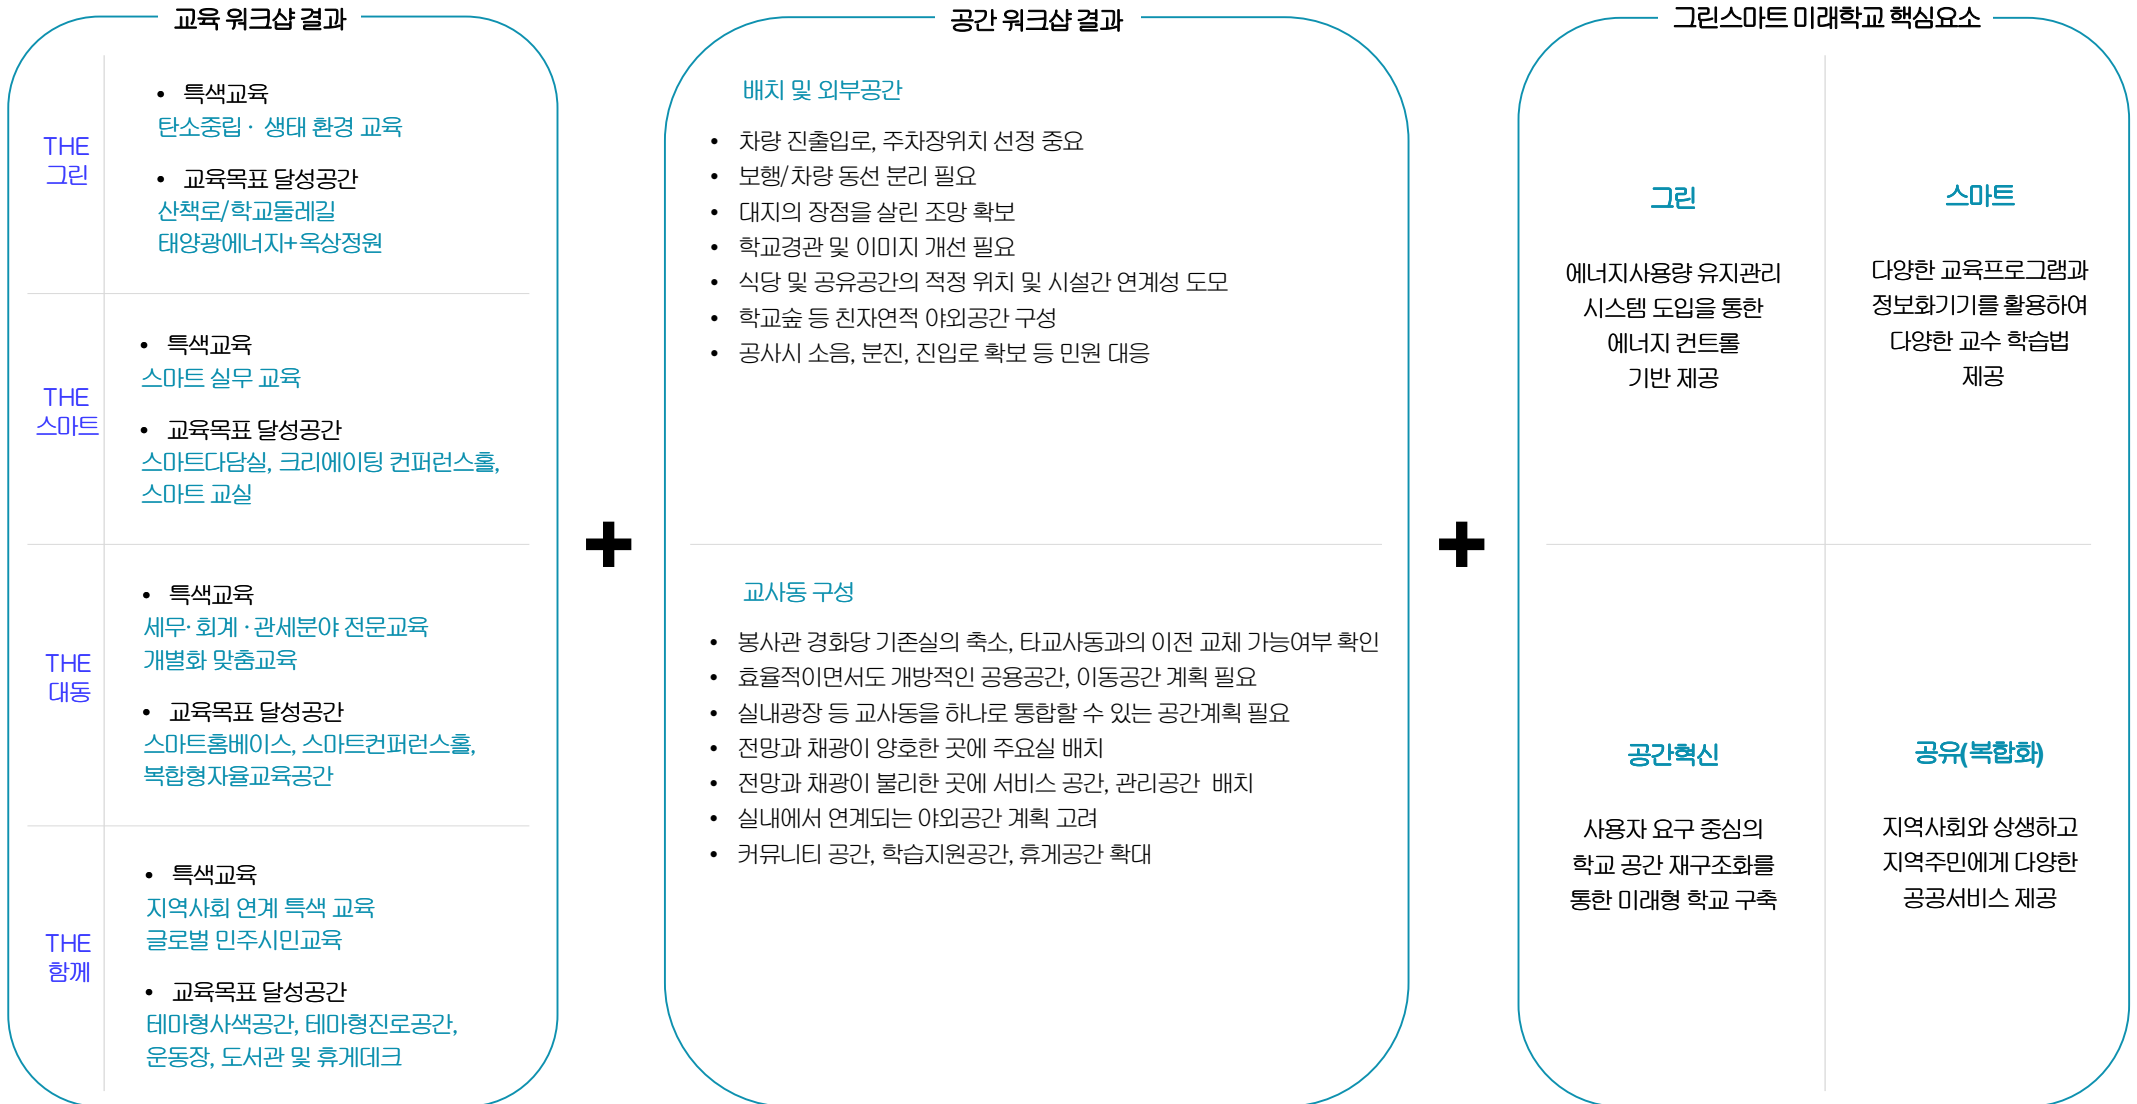 교육 워크샵 결과
THE
그린
• 특색교육
탄소중립 · 생태 환경 교육
• 교육목표 달성공간
산책로/학교둘레길
태양광에너지+옥상정원
THE
스마트
• 특색교육
스마트 실무 교육
• 교육목표 달성공간
스마트다담실, 크리에이팅 컨퍼런스홀,
스마트 교실
THE
대동
• 특색교육
세무· 회계 · 관세분야 전문교육
개별화 맞춤교육
• 교육목표 달성공간
스마트홈베이스, 스마트컨퍼런스홀,
복합형자율교육공간
THE
함께
• 특색교육
지역사회 연계 특색 교육
글로벌 민주시민교육
• 교육목표 달성공간
테마형사색공간, 테마형진로공간,
운동장, 도서관 및 휴게데크
+
공간 워크샵 결과
배치 및 외부공간
• 차량 진출입로, 주차장위치 선정 중요
• 보행/차량 동선 분리 필요
• 대지의 장점을 살린 조망 확보
• 학교경관 및 이미지 개선 필요
• 식당 및 공유공간의 적정 위치 및 시설간 연계성 도모
• 학교숲 등 친자연적 야외공간 구성
• 공사시 소음, 분진, 진입로 확보 등 민원 대응
교사동 구성
• 봉사관 경화당 기존실의 축소, 타교사동과의 이전 교체 가능여부 확인
• 효율적이면서도 개방적인 공용공간, 이동공간 계획 필요
• 실내광장 등 교사동을 하나로 통합할 수 있는 공간계획 필요
• 전망과 채광이 양호한 곳에 주요실 배치
• 전망과 채광이 불리한 곳에 서비스 공간, 관리공간 배치
• 실내에서 연계되는 야외공간 계획 고려
• 커뮤니티 공간, 학습지원공간, 휴게공간 확대
+
그린스마트 미래학교 핵심요소
그린
에너지사용량 유지관리
시스템 도입을 통한
에너지 컨트롤
기반 제공
스마트
다양한 교육프로그램과
정보화기기를 활용하여
다양한 교수 학습법
제공
공간혁신
사용자 요구 중심의
학교 공간 재구조화를
통한 미래형 학교 구축
공유(복합화)
지역사회와 상생하고
지역주민에게 다양한
공공서비스 제공